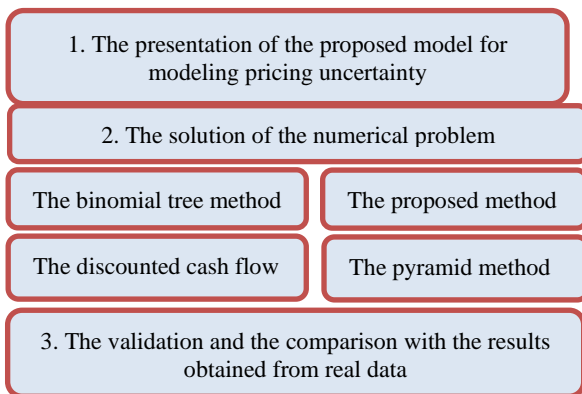 1. The presentation of the proposed model for
modeling pricing uncertainty
2. The solution of the numerical problem
The binomial tree method
The proposed method
The discounted cash flow
The pyramid method
3. The validation and the comparison with the results
obtained from real data